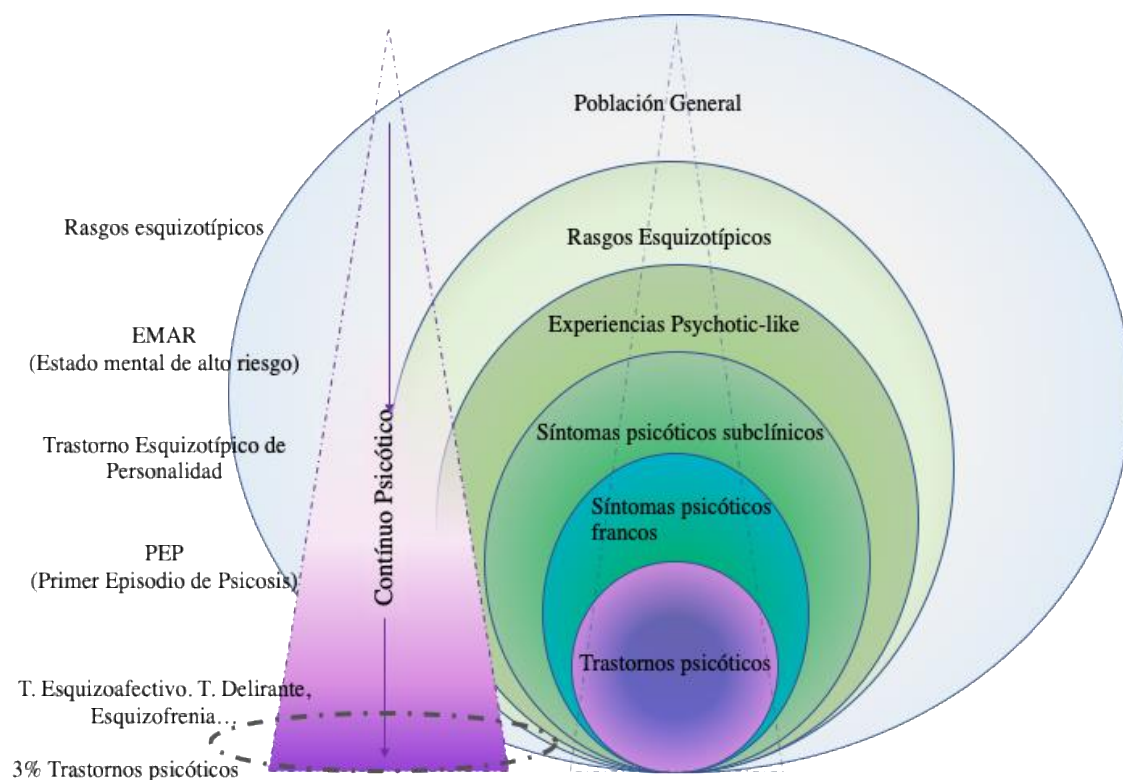 Población General
Rasgos esquizotípicos
Rasgos Esquizotípicos
EMAR
(Estado mental de alto riesgo)
Experiencias Psychotic-like
Trastorno Esquizotípico de
Personalidad
Síntomas psicóticos subclínicos
Contínuo Psicótico
Síntomas psicóticos
francos
PEP
(Primer Episodio de Psicosis)
Trastornos psicóticos
T. Esquizoafectivo. T. Delirante,
Esquizofrenia…
3% Trastornos psicóticos